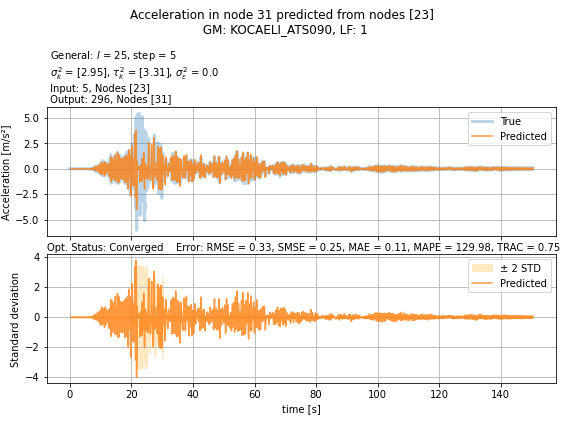 Acceleration in node 31 predicted from nodes [23]
GM: KOCAELI_ATS090, LF: 1
General: l = 25, step = 5
σ²ₖ = [2.95], τ²ₖ = [3.31], σ²ε = 0.0
Input: 5, Nodes [23]
Output: 296, Nodes [31]
Acceleration [m/s²]
5.0
2.5
0.0
−2.5
−5.0
True
Predicted
Opt. Status: Converged    Error: RMSE = 0.33, SMSE = 0.25, MAE = 0.11, MAPE = 129.98, TRAC = 0.75
Standard deviation
4
2
0
−2
−4
± 2 STD
Predicted
0 20 40 60 80 100 120 140
time [s]